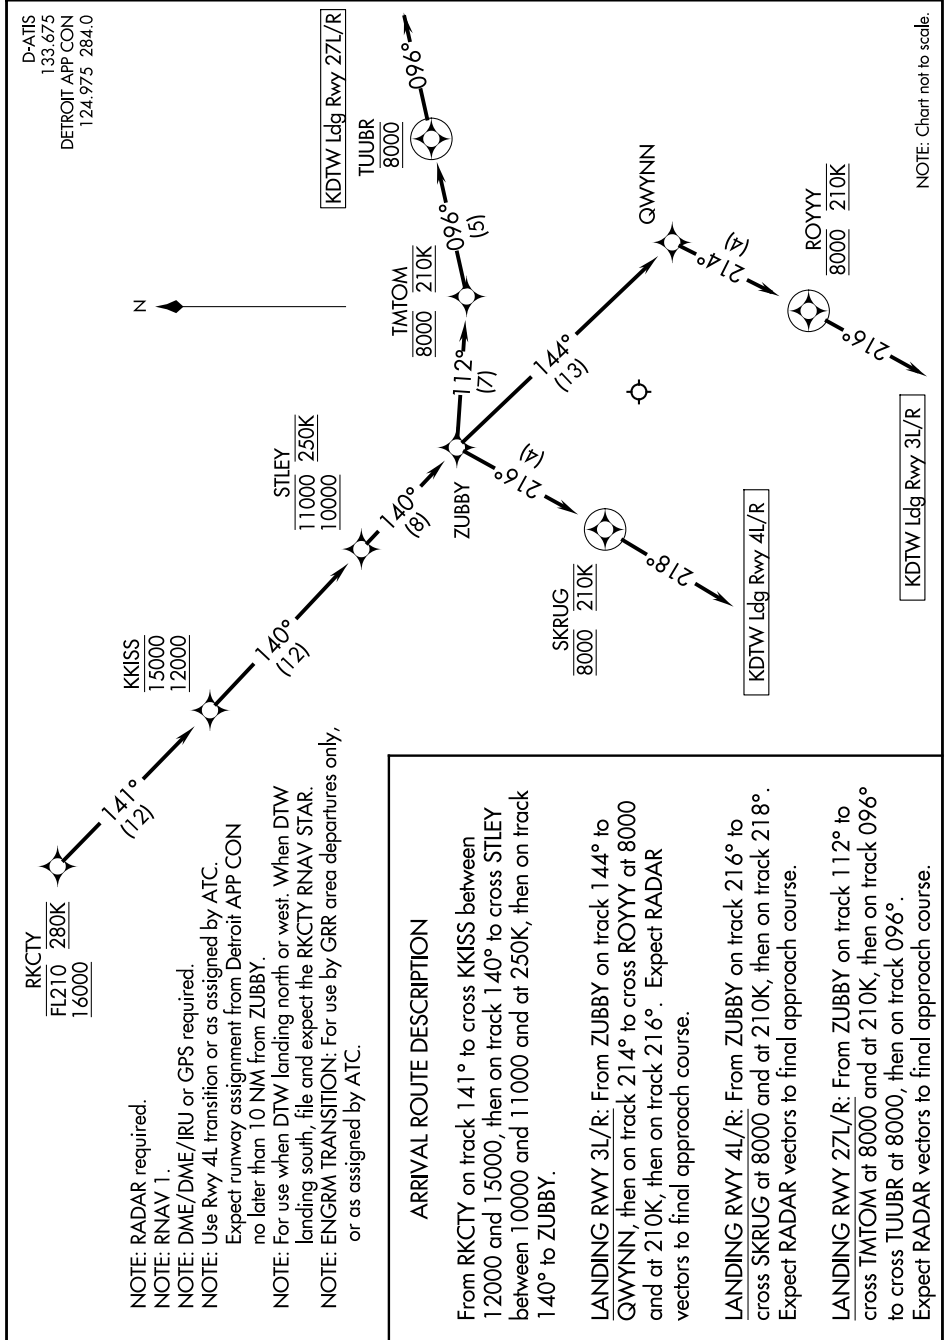 D-ATIS
133.675
DETROIT APP CON
124.975 284.0
RKCTY
FL210 280K
16000
141°
(12)
KKISS
15000
12000
140°
(12)
STLEY
11000 250K
10000
140°
(8)
ZUBBY
N
112°
(7)
TMTOM
8000 210K
096°
(5)
TUUBR
8000
096°
KDTW Ldg Rwy 27L/R
144°
(13)
QWYNN
214°
(4)
ROYYY
8000 210K
216°
KDTW Ldg Rwy 3L/R
216°
(4)
SKRUG
8000 210K
218°
KDTW Ldg Rwy 4L/R
NOTE: RADAR required.
NOTE: RNAV 1.
NOTE: DME/DME/IRU or GPS required.
NOTE: Use Rwy 4L transition or as assigned by ATC.
Expect runway assignment from Detroit APP CON
no later than 10 NM from ZUBBY.
NOTE: For use when DTW landing north or west. When DTW
landing south, file and expect the RKCTY RNAV STAR.
NOTE: ENGRM TRANSITION: For use by GRR area departures only,
or as assigned by ATC.
ARRIVAL ROUTE DESCRIPTION
From RKCTY on track 141° to cross KKISS between
12000 and 15000, then on track 140° to cross STLEY
between 10000 and 11000 and at 250K, then on track
140° to ZUBBY.
LANDING RWY 3L/R: From ZUBBY on track 144° to
QWYNN, then on track 214° to cross ROYYY at 8000
and at 210K, then on track 216°. Expect RADAR
vectors to final approach course.
LANDING RWY 4L/R: From ZUBBY on track 216° to
cross SKRUG at 8000 and at 210K, then on track 218°.
Expect RADAR vectors to final approach course.
LANDING RWY 27L/R: From ZUBBY on track 112° to
cross TMTOM at 8000 and at 210K, then on track 096°
to cross TUUBR at 8000, then on track 096°.
Expect RADAR vectors to final approach course.
NOTE: Chart not to scale.